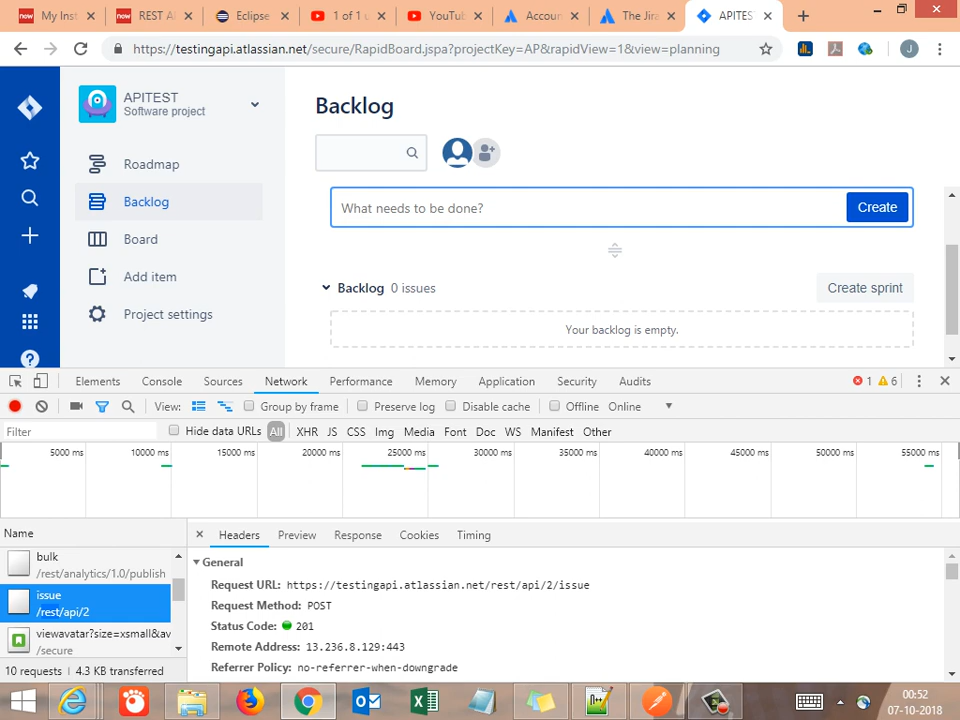 My Inst
REST A
Eclipse
1 of 1 u
YouTub
Accoun
The Jira
APITES
https://testingapi.atlassian.net/secure/RapidBoard.jspa?projectKey=AP&rapidView=1&view=planning
J
APITEST
Software project
Roadmap
Backlog
Board
Add item
Project settings
Backlog
What needs to be done?
Create
Backlog 0 issues
Create sprint
Your backlog is empty.
Elements Console Sources Network Performance Memory Application Security Audits 1 6
View: Group by frame Preserve log Disable cache Offline Online
Filter Hide data URLs All XHR JS CSS Img Media Font Doc WS Manifest Other
5000 ms 10000 ms 15000 ms 20000 ms 25000 ms 30000 ms 35000 ms 40000 ms 45000 ms 50000 ms 55000 ms
Name
bulk
/rest/analytics/1.0/publish
issue
/rest/api/2
viewavatar?size=xsmall&av
/secure
10 requests | 4.3 KB transferred
Headers Preview Response Cookies Timing
General
Request URL: https://testingapi.atlassian.net/rest/api/2/issue
Request Method: POST
Status Code: 201
Remote Address: 13.236.8.129:443
Referrer Policy: no-referrer-when-downgrade
00:52
07-10-2018